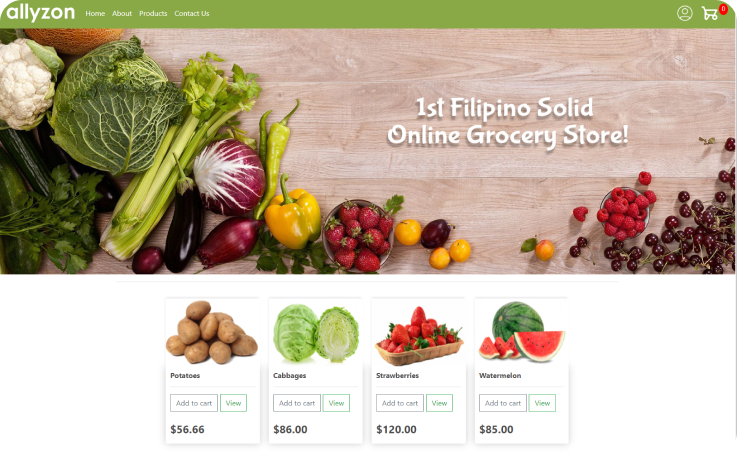 allyzon
Home About Products Contact Us
0
1st Filipino Solid
Online Grocery Store!
Potatoes
Add to cart View
$56.66
Cabbages
Add to cart View
$86.00
Strawberries
Add to cart View
$120.00
Watermelon
Add to cart View
$85.00